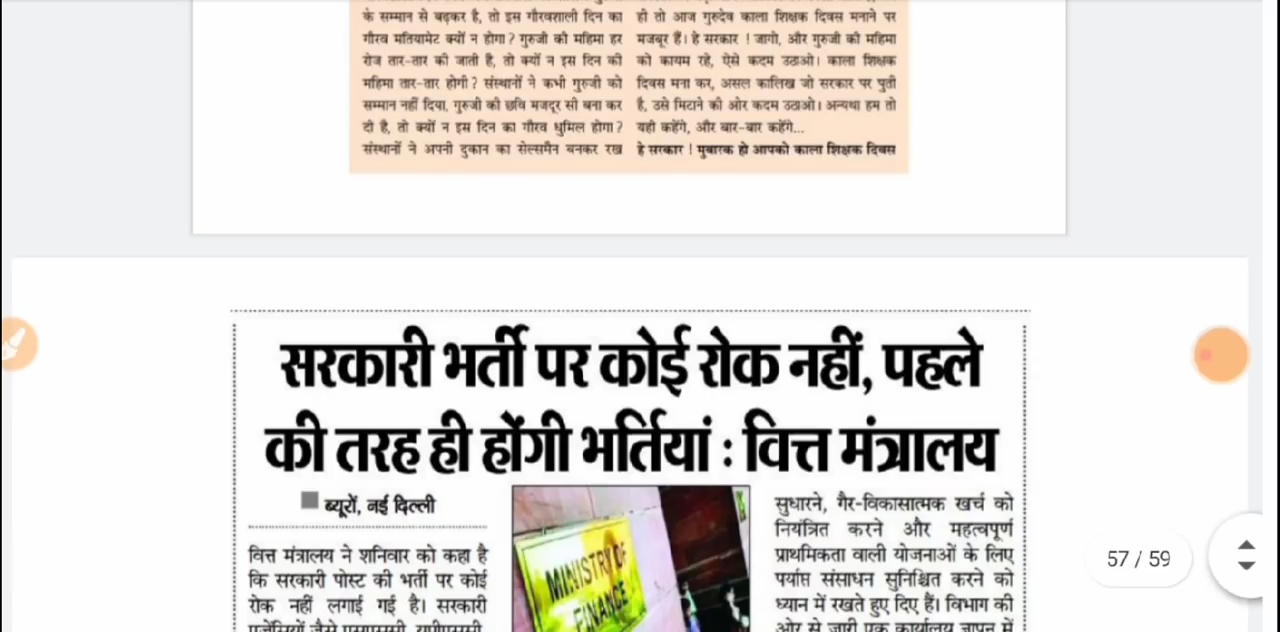 के सम्मान से बढ़कर है, तो इस गौरवशाली दिन का
गौरव मतियामेट क्यों न होगा? गुरुजी की महिमा हर
रोज तार-तार की जाती है, तो क्यों न इस दिन की
महिमा तार-तार होगी? संस्थानों ने कभी गुरुजी को
सम्मान नहीं दिया, गुरुजी की छवि मजदूर सी बना कर
दी है, तो क्यों न इस दिन का गौरव धुमिल होगा?
संस्थानों ने अपनी दुकान का सेल्समैन बनकर रख
ही तो आज गुरुदेव काला शिक्षक दिवस मनाने पर
मजबूर हैं। हे सरकार ! जागो, और गुरुजी की महिमा
को कायम रहे, ऐसे कदम उठाओ। काला शिक्षक
दिवस मना कर, असल कालिख जो सरकार पर पुती
है, उसे मिटाने की ओर कदम उठाओ। अन्यथा हम तो
यही कहेंगे, और बार-बार कहेंगे...
हे सरकार ! मुबारक हो आपको काला शिक्षक दिवस
सरकारी भर्ती पर कोई रोक नहीं, पहले
की तरह ही होंगी भर्तियां : वित्त मंत्रालय
ब्यूरों, नई दिल्ली
वित्त मंत्रालय ने शनिवार को कहा है
कि सरकारी पोस्ट की भर्ती पर कोई
रोक नहीं लगाई गई है। सरकारी
MINISTRY OF
FINANCE
सुधारने, गैर-विकासात्मक खर्च को
नियंत्रित करने और महत्वपूर्ण
प्राथमिकता वाली योजनाओं के लिए
पर्याप्त संसाधन सुनिश्चित करने को
ध्यान में रखते हुए दिए हैं। विभाग की
ओर से जारी एक कार्यालय ज्ञापन में
57 / 59